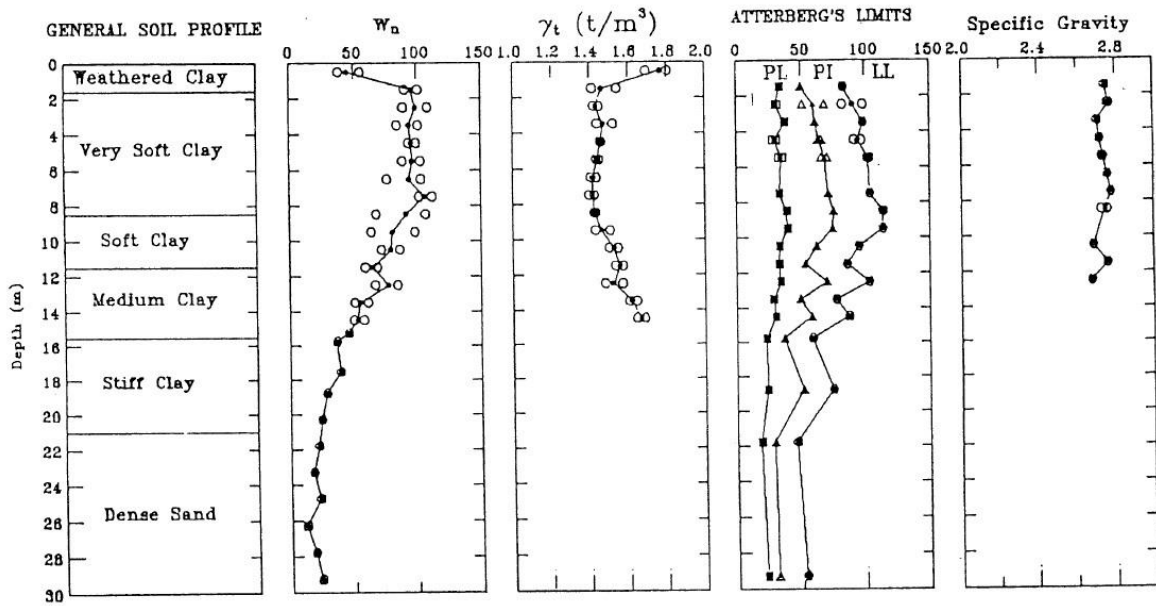 GENERAL SOIL PROFILE
Wn
γt (t/m³)
ATTERBERG'S LIMITS
Specific Gravity
0 50 100 150
1.0 1.4 1.6 1.8 2.0
0 50 100 150
2.0 2.4 2.8
PL PI LL
Depth (m)
0
2
4
6
8
10
12
14
16
18
20
22
24
26
28
30
Weathered Clay
Very Soft Clay
Soft Clay
Medium Clay
Stiff Clay
Dense Sand